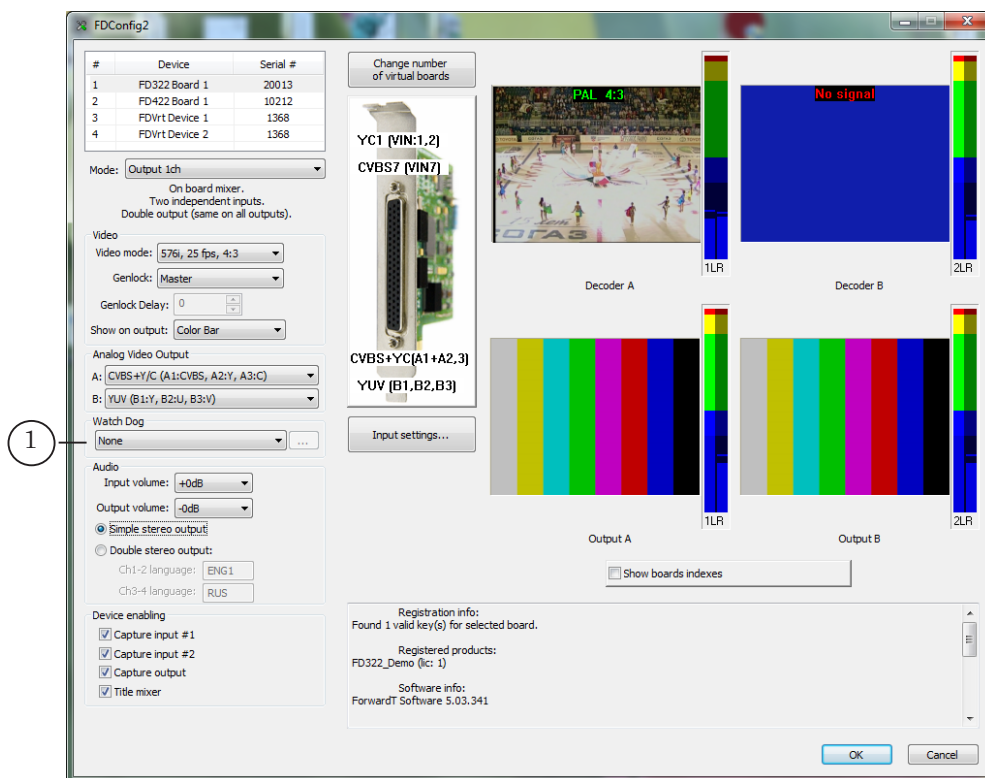 FDConfig2
# Device Serial #
1 FD322 Board 1 20013
2 FD422 Board 1 10212
3 FDVrt Device 1 1368
4 FDVrt Device 2 1368
Mode: Output 1ch
On board mixer.
Two independent inputs.
Double output (same on all outputs).
Video
Video mode: 576i, 25 fps, 4:3
Genlock: Master
Genlock Delay: 0
Show on output: Color Bar
Analog Video Output
A: CVBS+Y/C (A1:CVBS, A2:Y, A3:C)
B: YUV (B1:Y, B2:U, B3:V)
1
Watch Dog
None ...
Audio
Input volume: +0dB
Output volume: -0dB
Simple stereo output
Double stereo output:
Ch1-2 language: ENG1
Ch3-4 language: RUS
Device enabling
Capture input #1
Capture input #2
Capture output
Title mixer
Change number
of virtual boards
YC1 (VIN:1,2)
CVBS7 (VIN7)
CVBS+YC(A1+A2,3)
YUV (B1,B2,B3)
Input settings...
PAL 4:3
ОГАЗ
1LR
Decoder A
No signal
2LR
Decoder B
1LR
Output A
2LR
Output B
Show boards indexes
Registration info:
Found 1 valid key(s) for selected board.
Registered products:
FD322_Demo (lic: 1)
Software info:
ForwardT Software 5.03.341
OK Cancel